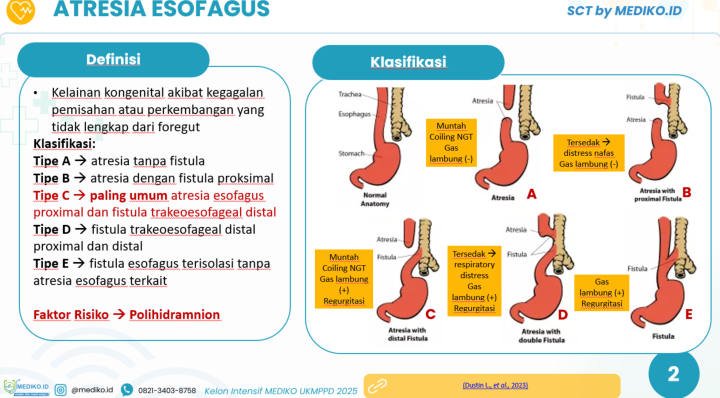 ATRESIA ESOFAGUS
SCT by MEDIKO.ID
Definisi
• Kelainan kongenital akibat kegagalan
pemisahan atau perkembangan yang
tidak lengkap dari foregut
Klasifikasi:
Tipe A → atresia tanpa fistula
Tipe B → atresia dengan fistula proksimal
Tipe C → paling umum atresia esofagus
proximal dan fistula trakeoesofageal distal
Tipe D → fistula trakeoesofageal distal
proximal dan distal
Tipe E → fistula esofagus terisolasi tanpa
atresia esofagus terkait
Faktor Risiko → Polihidramnion
Klasifikasi
Trachea
Esophagus
Stomach
Normal
Anatomy
Muntah
Coiling NGT
Gas
lambung (-)
Atresia
Atresia
A
Tersedak →
distress nafas
Gas lambung (-)
Fistula
Atresia
Atresia with
proximal Fistula
B
Muntah
Coiling NGT
Gas lambung
(+)
Regurgitasi
Atresia
Fistula
C
Atresia with
distal Fistula
Tersedak →
respiratory
distress
Gas
lambung (+)
Regurgitasi
Atresia
Fistula
D
Atresia with
double Fistula
Gas
lambung (+)
Regurgitasi
Fistula
E
Fistula
MEDIKO.ID
@mediko.id
0821-3403-8758
Kelon Intensif MEDIKO UKMPPD 2025
(Dustin L., et al., 2023)
2